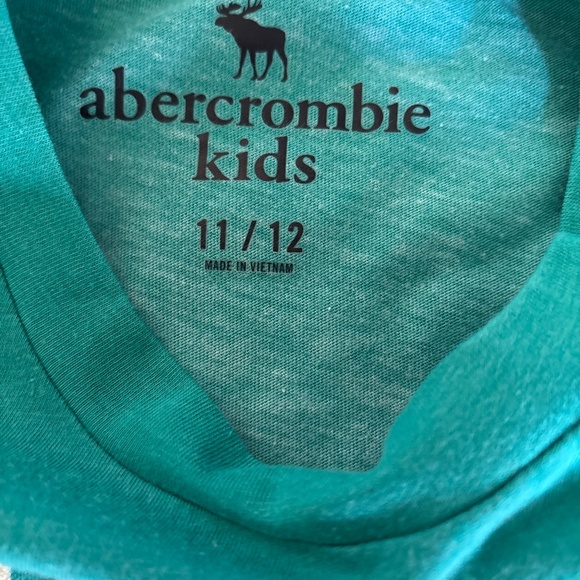 abercrombie
kids
11 / 12
MADE IN VIETNAM